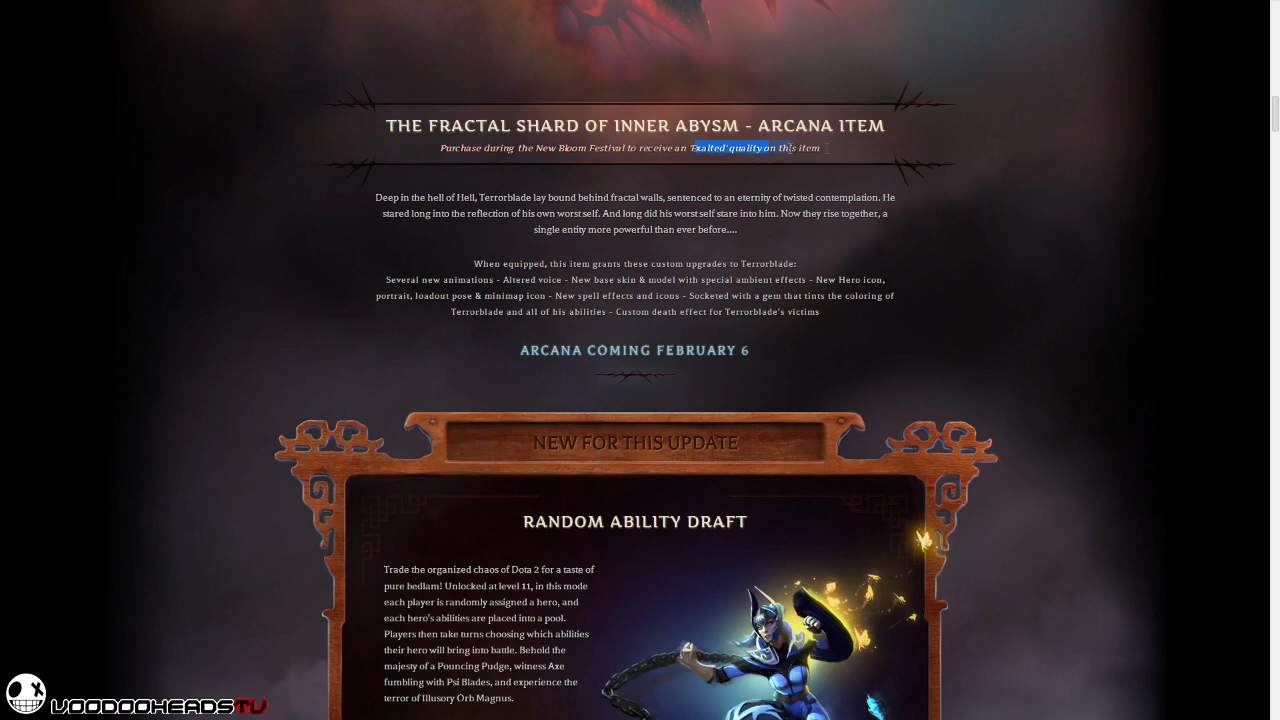 THE FRACTAL SHARD OF INNER ABYSM - ARCANA ITEM
Purchase during the New Bloom Festival to receive an 'Exalted' quality on this item
Deep in the hell of Hell, Terrorblade lay bound behind fractal walls, sentenced to an eternity of twisted contemplation. He
stared long into the reflection of his own worst self. And long did his worst self stare into him. Now they rise together, a
single entity more powerful than ever before....
When equipped, this item grants these custom upgrades to Terrorblade:
Several new animations - Altered voice - New base skin & model with special ambient effects - New Hero icon,
portrait, loadout pose & minimap icon - New spell effects and icons - Socketed with a gem that tints the coloring of
Terrorblade and all of his abilities - Custom death effect for Terrorblade's victims
ARCANA COMING FEBRUARY 6
NEW FOR THIS UPDATE
RANDOM ABILITY DRAFT
Trade the organized chaos of Dota 2 for a taste of
pure bedlam! Unlocked at level 11, in this mode
each player is randomly assigned a hero, and
each hero's abilities are placed into a pool.
Players then take turns choosing which abilities
their hero will bring into battle. Behold the
majesty of a Pouncing Pudge, witness Axe
fumbling with Psi Blades, and experience the
terror of Illusory Orb Magnus.
VOODOOHEADSTV